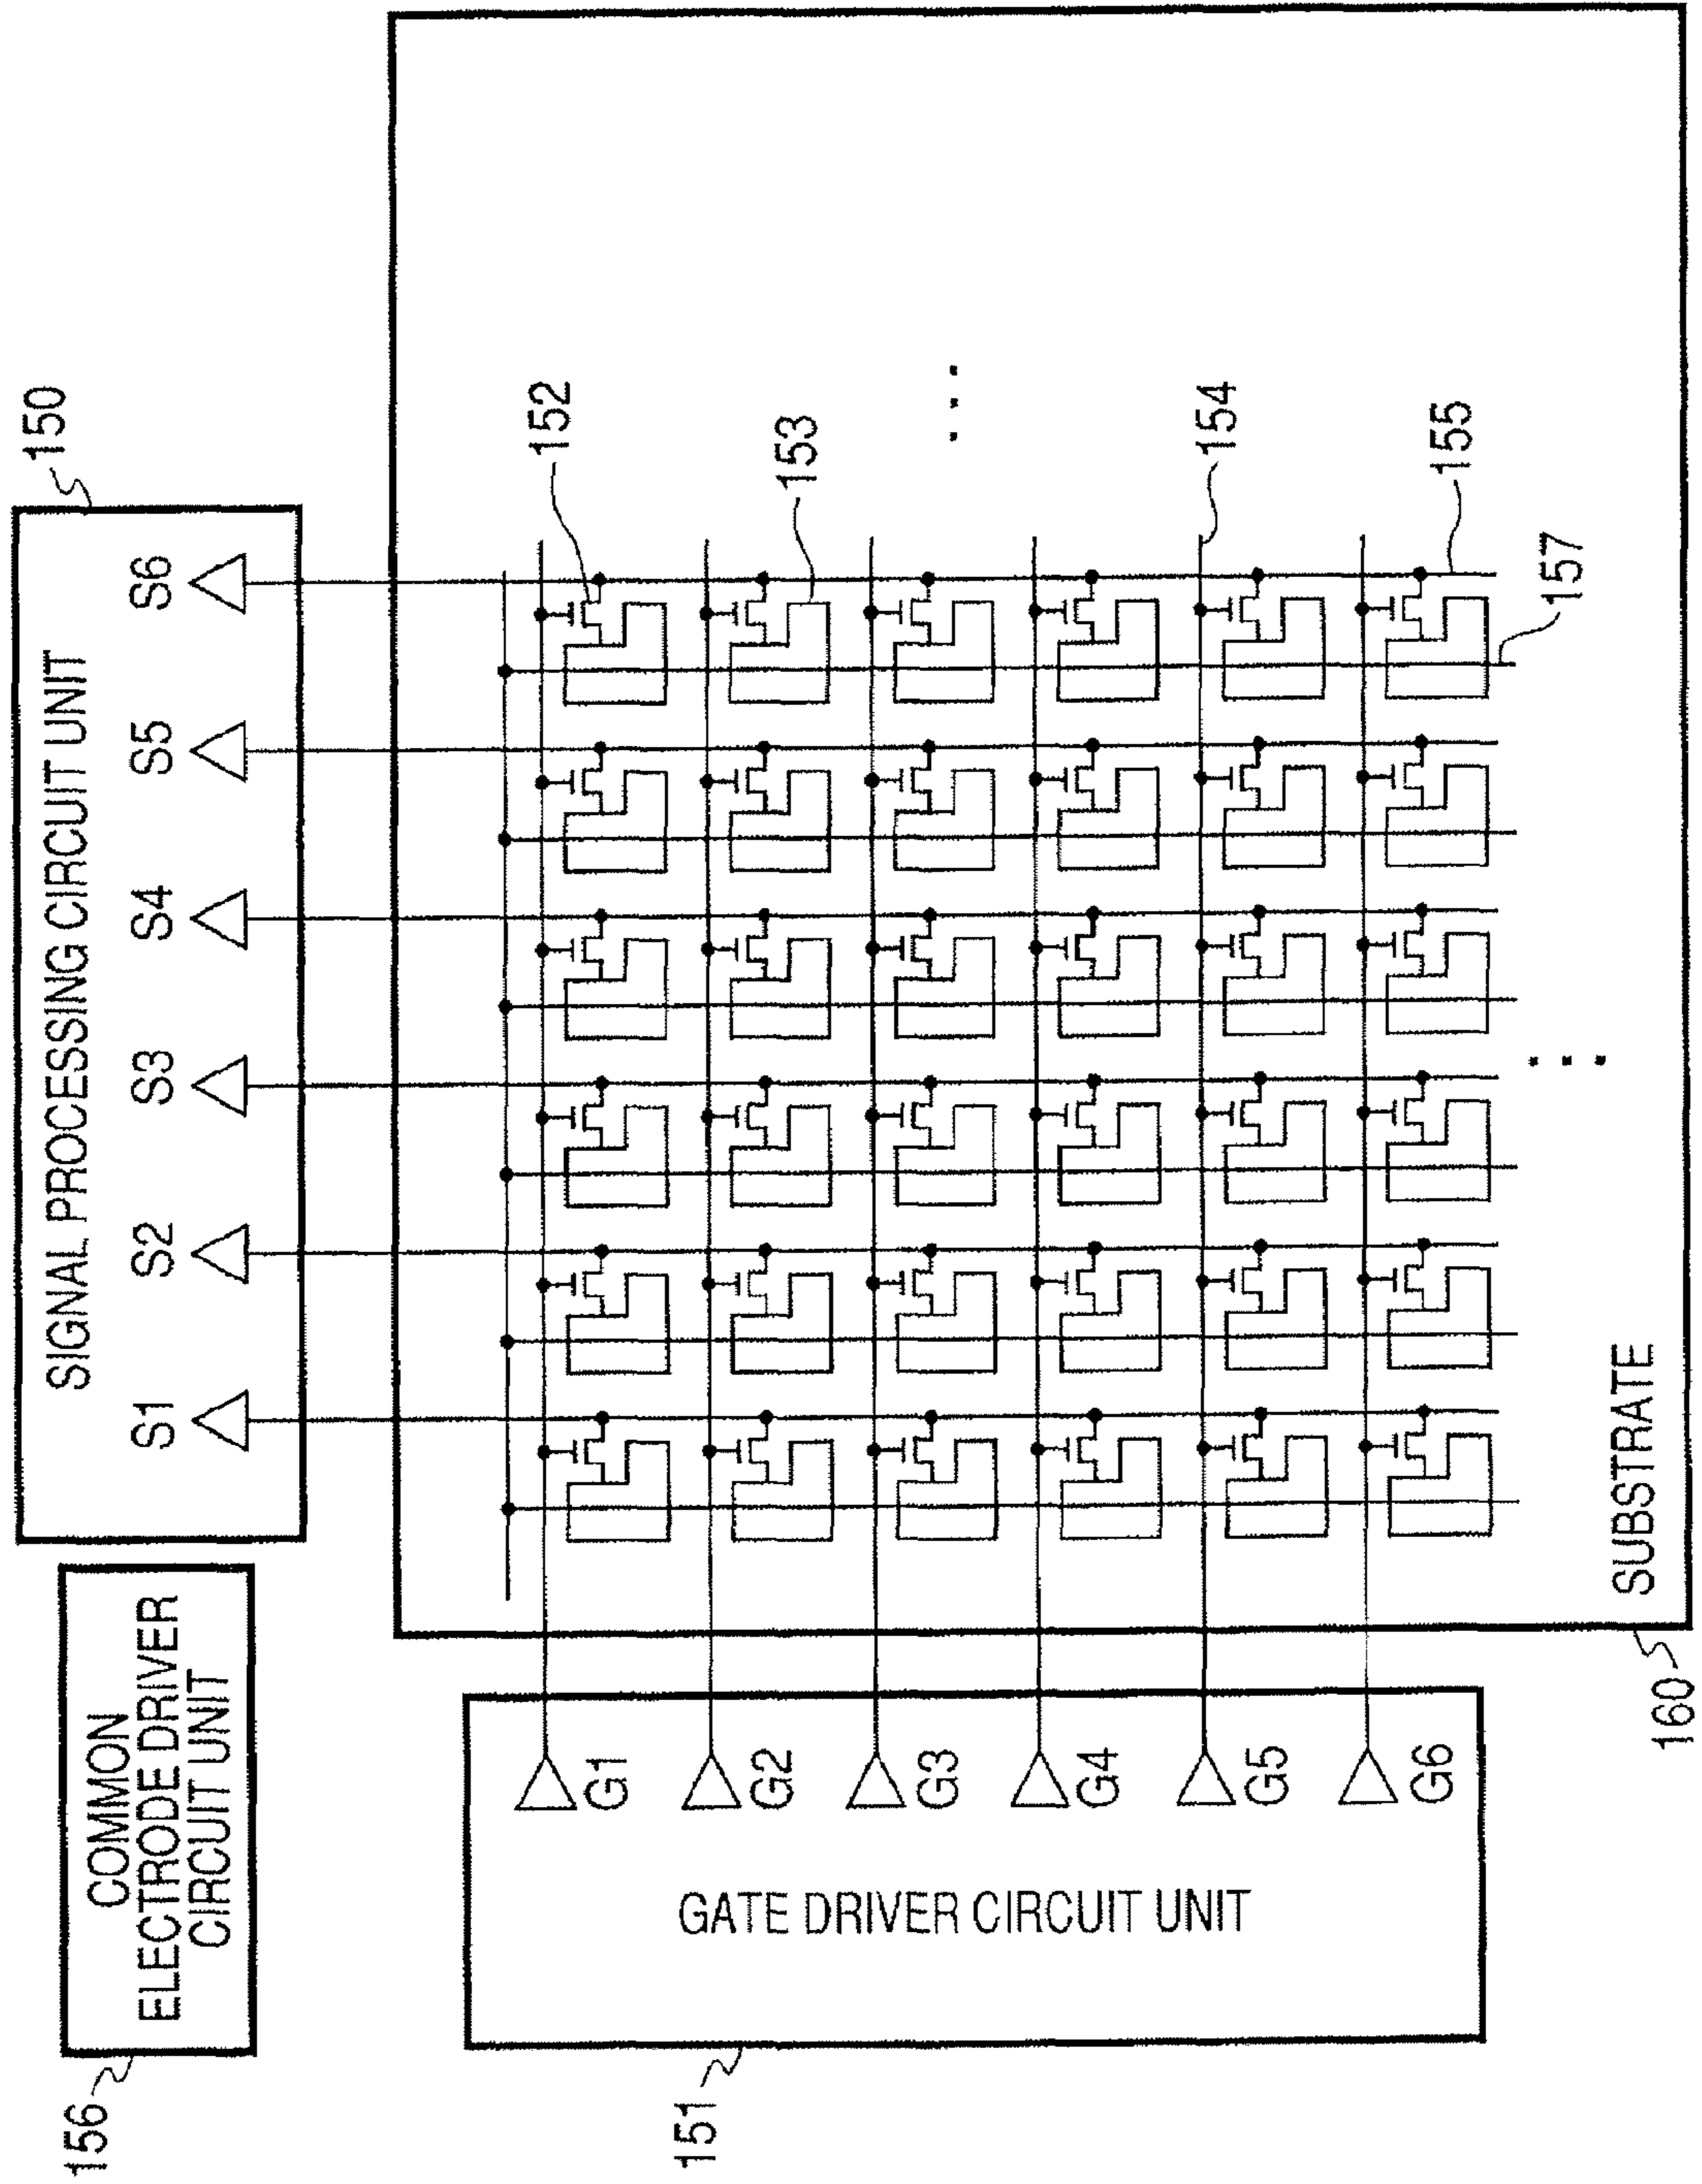 156
COMMON
ELECTRODE DRIVER
CIRCUIT UNIT
SIGNAL PROCESSING CIRCUIT UNIT
150
S1 S2 S3 S4 S5 S6
151
GATE DRIVER CIRCUIT UNIT
G1
G2
G3
G4
G5
G6
152
153
154
155
157
SUBSTRATE
160